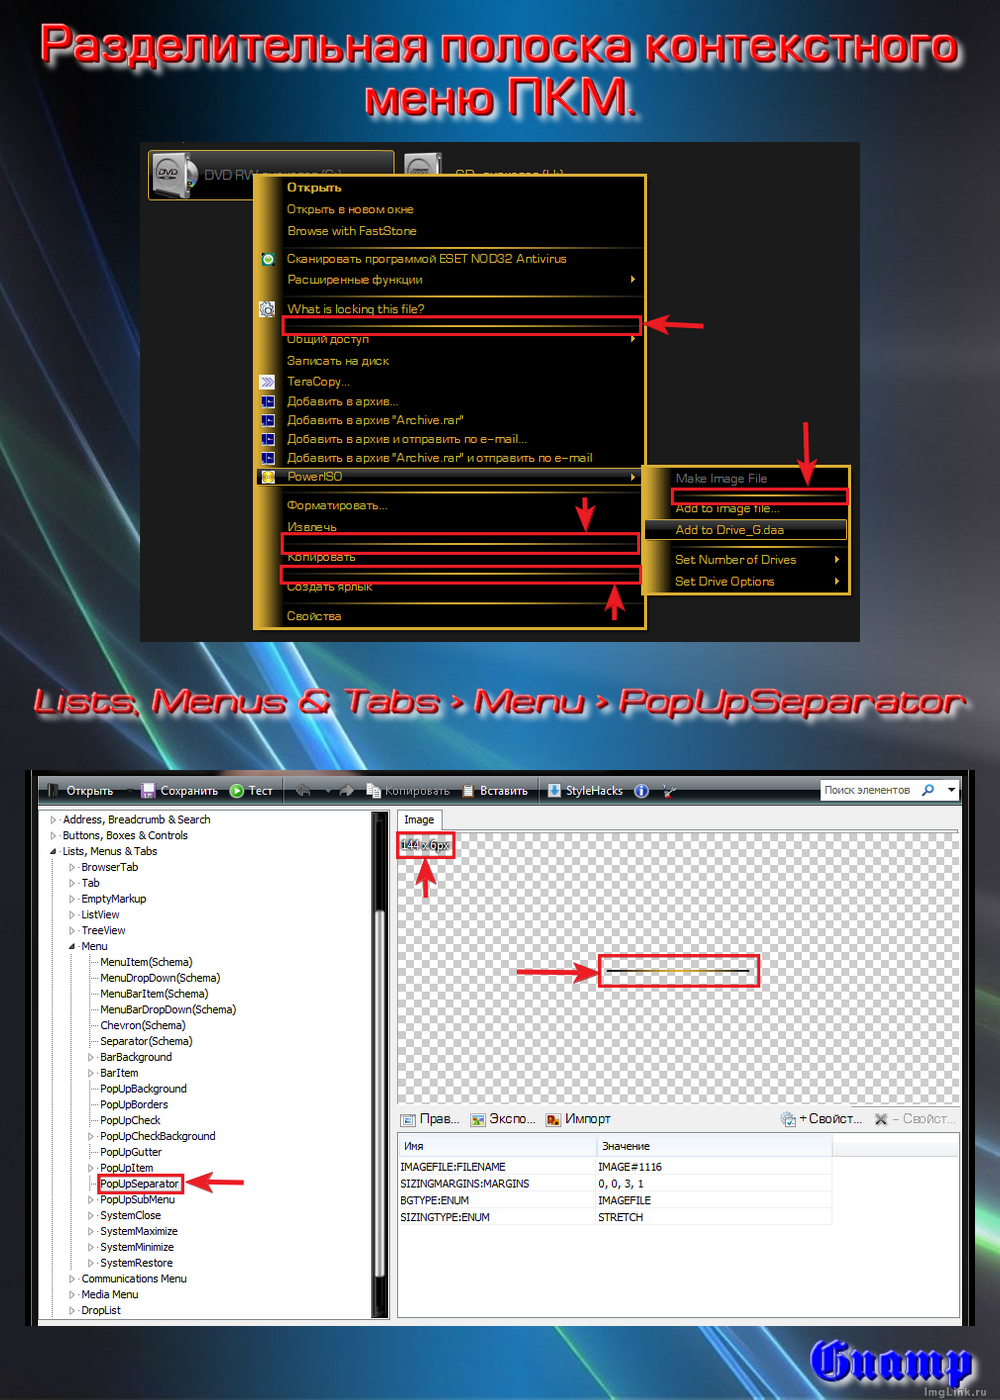 Разделительная полоска контекстного
меню ПКМ.
DVD RW
Открыть
Открыть в новом окне
Browse with FastStone
Сканировать программой ESET NOD32 Antivirus
Расширенные функции
What is locking this file?
Общий доступ
Записать на диск
TeraCopy...
Добавить в архив...
Добавить в архив "Archive.rar"
Добавить в архив и отправить по e-mail...
Добавить в архив "Archive.rar" и отправить по e-mail
PowerISO
Форматировать...
Извлечь
Копировать
Создать ярлык
Свойства
Make Image File
Add to image file...
Add to Drive_G.daa
Set Number of Drives
Set Drive Options
Lists, Menus & Tabs > Menu > PopUpSeparator
Открыть Сохранить Тест Копировать Вставить StyleHacks Поиск элементов
Address, Breadcrumb & Search
Buttons, Boxes & Controls
Lists, Menus & Tabs
BrowserTab
Tab
EmptyMarkup
ListView
TreeView
Menu
MenuItem(Schema)
MenuDropDown(Schema)
MenuBarItem(Schema)
MenuBarDropDown(Schema)
Chevron(Schema)
Separator(Schema)
BarBackground
BarItem
PopUpBackground
PopUpBorders
PopUpCheck
PopUpCheckBackground
PopUpGutter
PopUpItem
PopUpSeparator
PopUpSubMenu
SystemClose
SystemMaximize
SystemMinimize
SystemRestore
Communications Menu
Media Menu
DropList
Image
144 x 6px
Прав... Экспо... Импорт + Свойст... - Свойст...
Имя Значение
IMAGEFILE:FILENAME IMAGE#1116
SIZINGMARGINS:MARGINS 0, 0, 3, 1
BGTYPE:ENUM IMAGEFILE
SIZINGTYPE:ENUM STRETCH
Guamp
ImgLink.ru